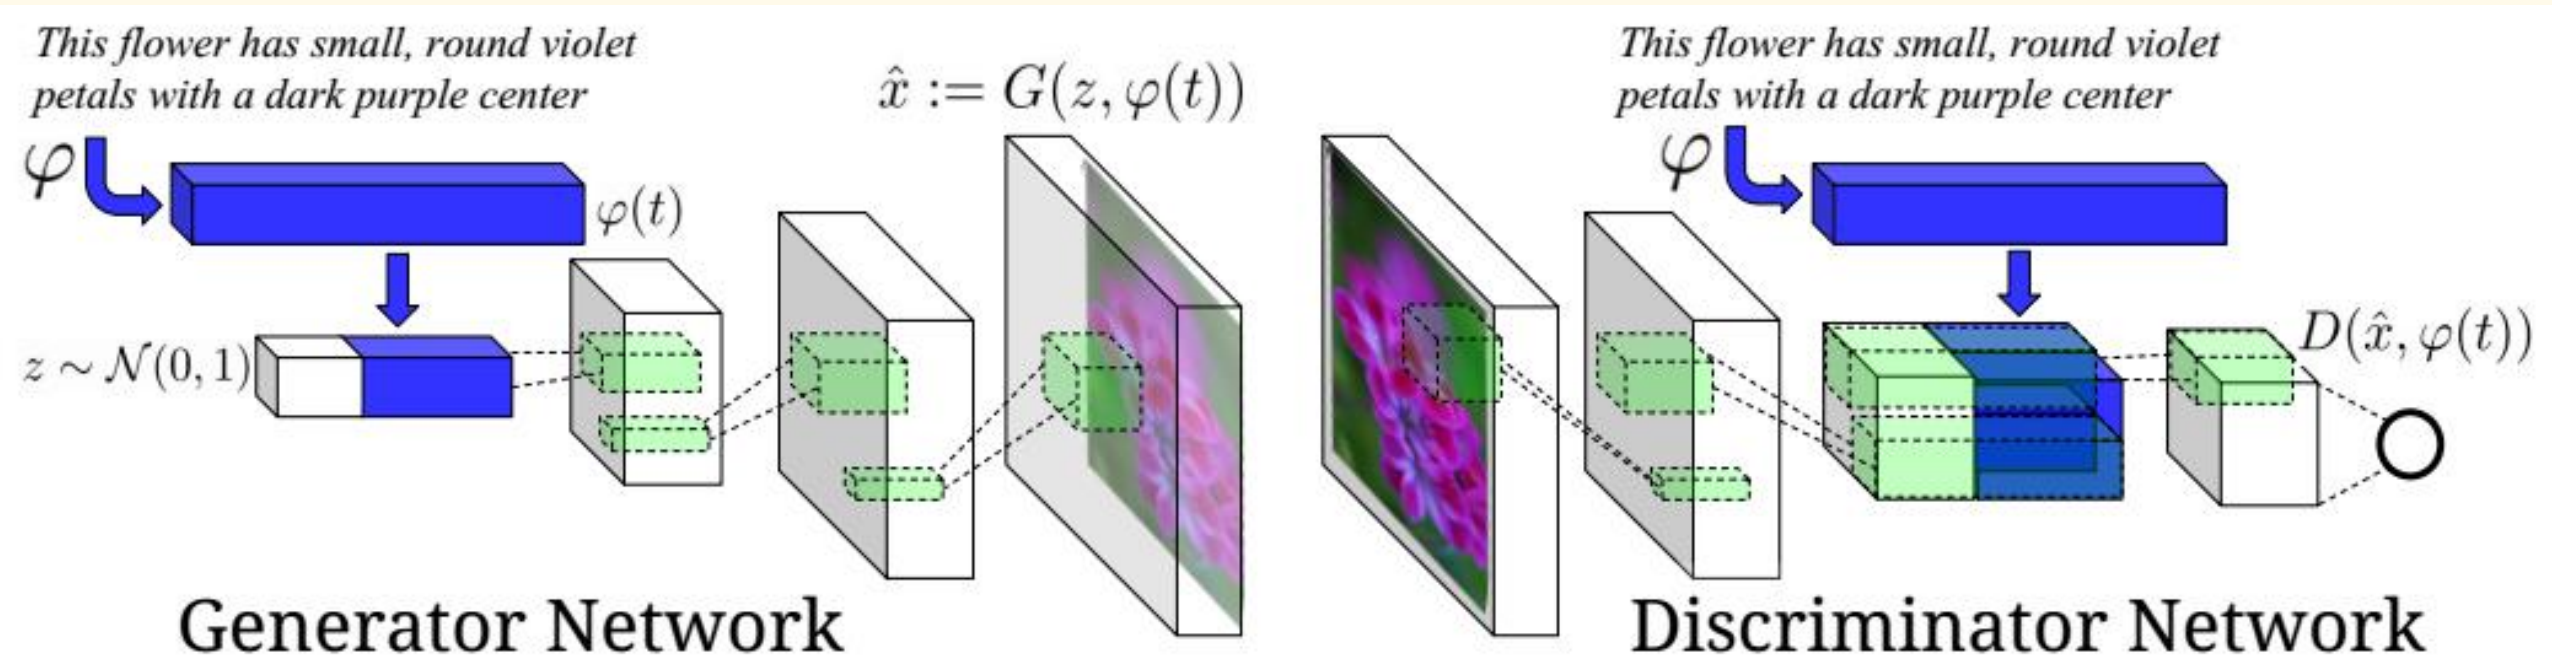 This flower has small, round violet
petals with a dark purple center
φ
φ(t)
z ∼ 𝒩(0, 1)
x̂ := G(z, φ(t))
Generator Network
This flower has small, round violet
petals with a dark purple center
φ
D(x̂, φ(t))
Discriminator Network